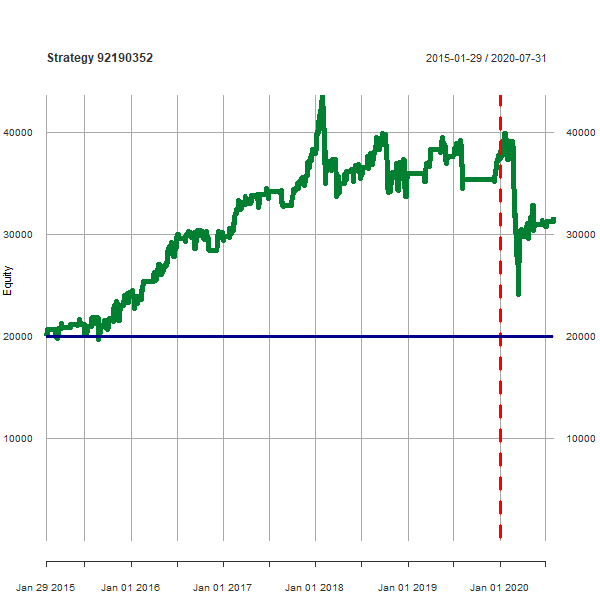 Strategy 92190352
2015-01-29 / 2020-07-31
40000
40000
30000
30000
Equity
20000
20000
10000
10000
Jan 29 2015
Jan 01 2016
Jan 01 2017
Jan 01 2018
Jan 01 2019
Jan 01 2020